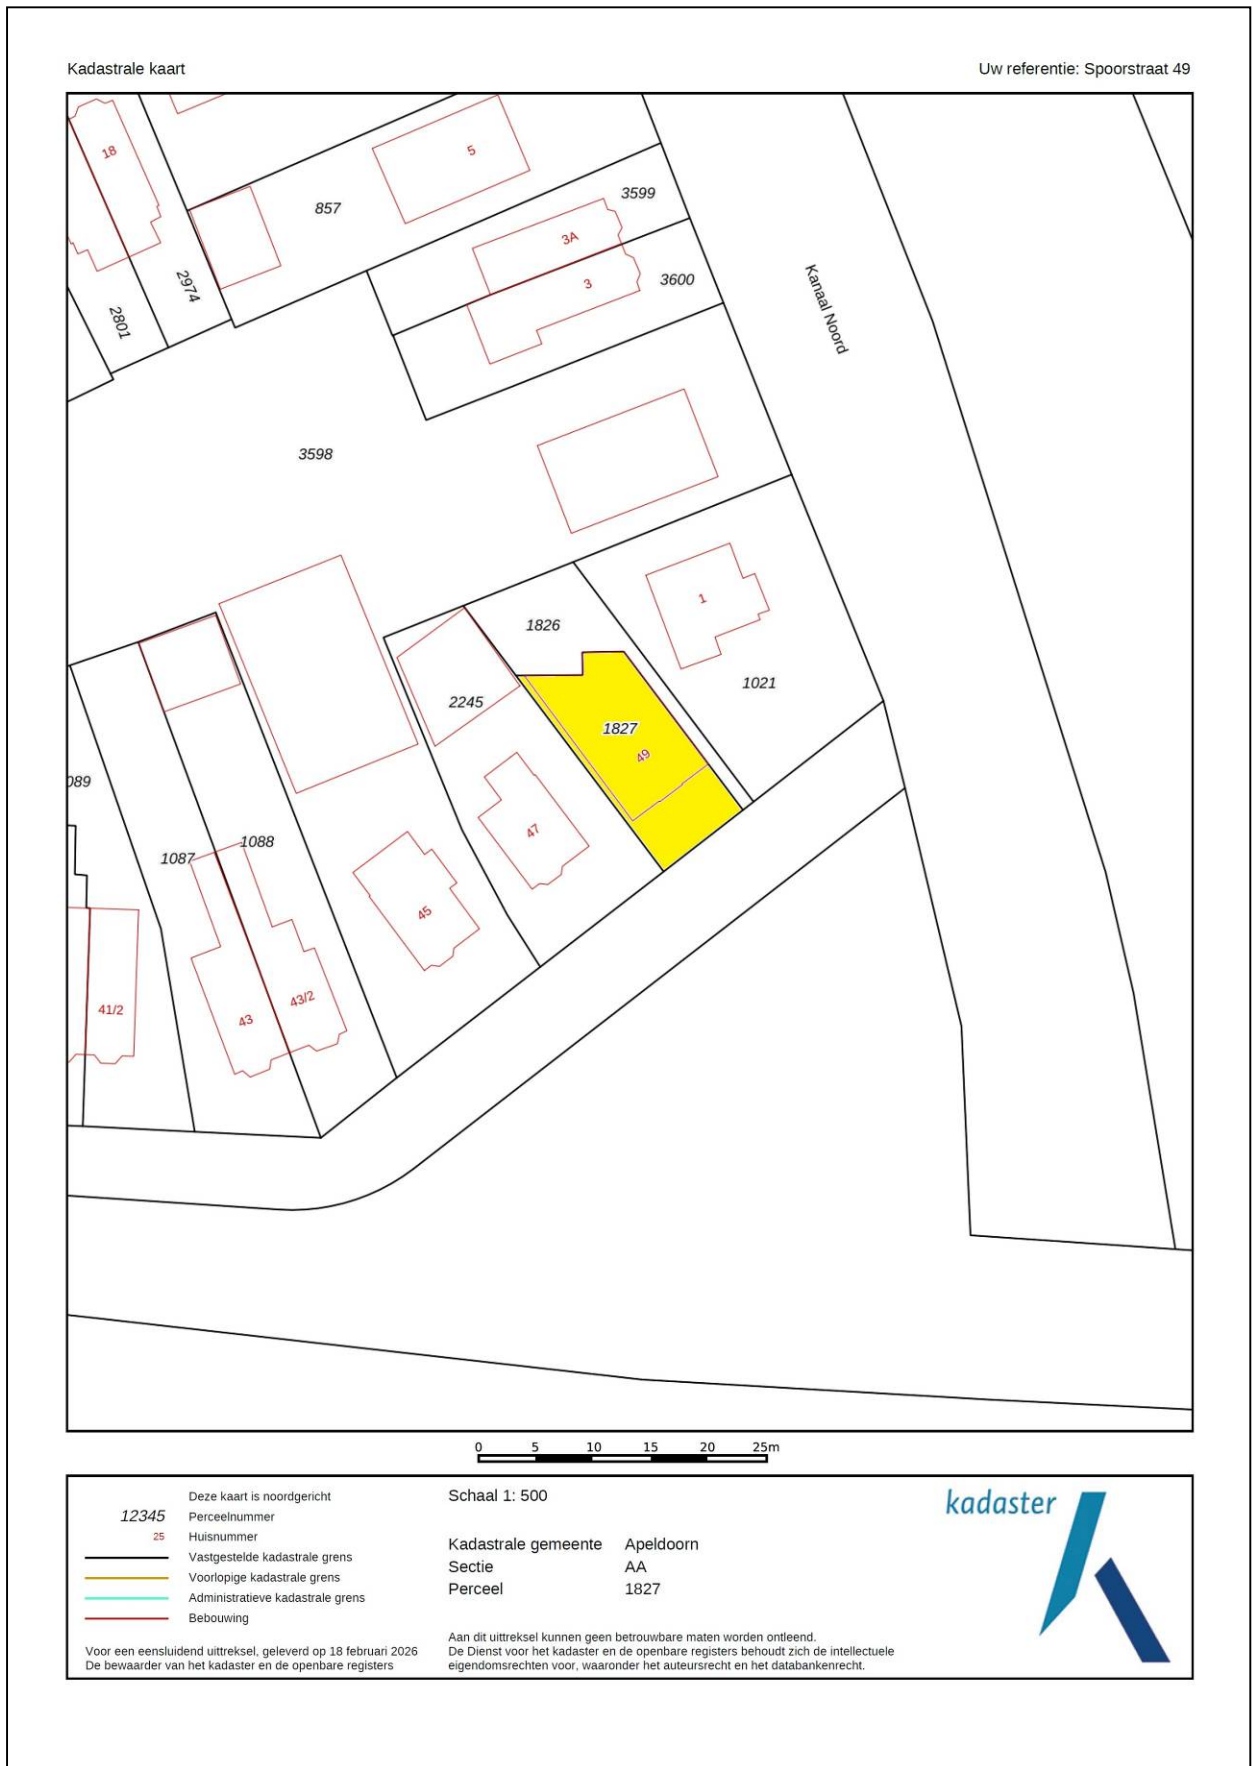 Kadastrale kaart
Uw referentie: Spoorstraat 49
18
5
857
3599
3A
3
3600
2974
2801
Kanaal Noord
3598
1
1826
1021
2245
1827
49
089
47
1088
1087
45
41/2
43/2
43
0 5 10 15 20 25m
Deze kaart is noordgericht
12345 Perceelnummer
25 Huisnummer
Vastgestelde kadastrale grens
Voorlopige kadastrale grens
Administratieve kadastrale grens
Bebouwing
Voor een eensluidend uittreksel, geleverd op 18 februari 2026
De bewaarder van het kadaster en de openbare registers
Schaal 1: 500
Kadastrale gemeente Apeldoorn
Sectie AA
Perceel 1827
Aan dit uittreksel kunnen geen betrouwbare maten worden ontleend.
De Dienst voor het kadaster en de openbare registers behoudt zich de intellectuele
eigendomsrechten voor, waaronder het auteursrecht en het databankenrecht.
kadaster